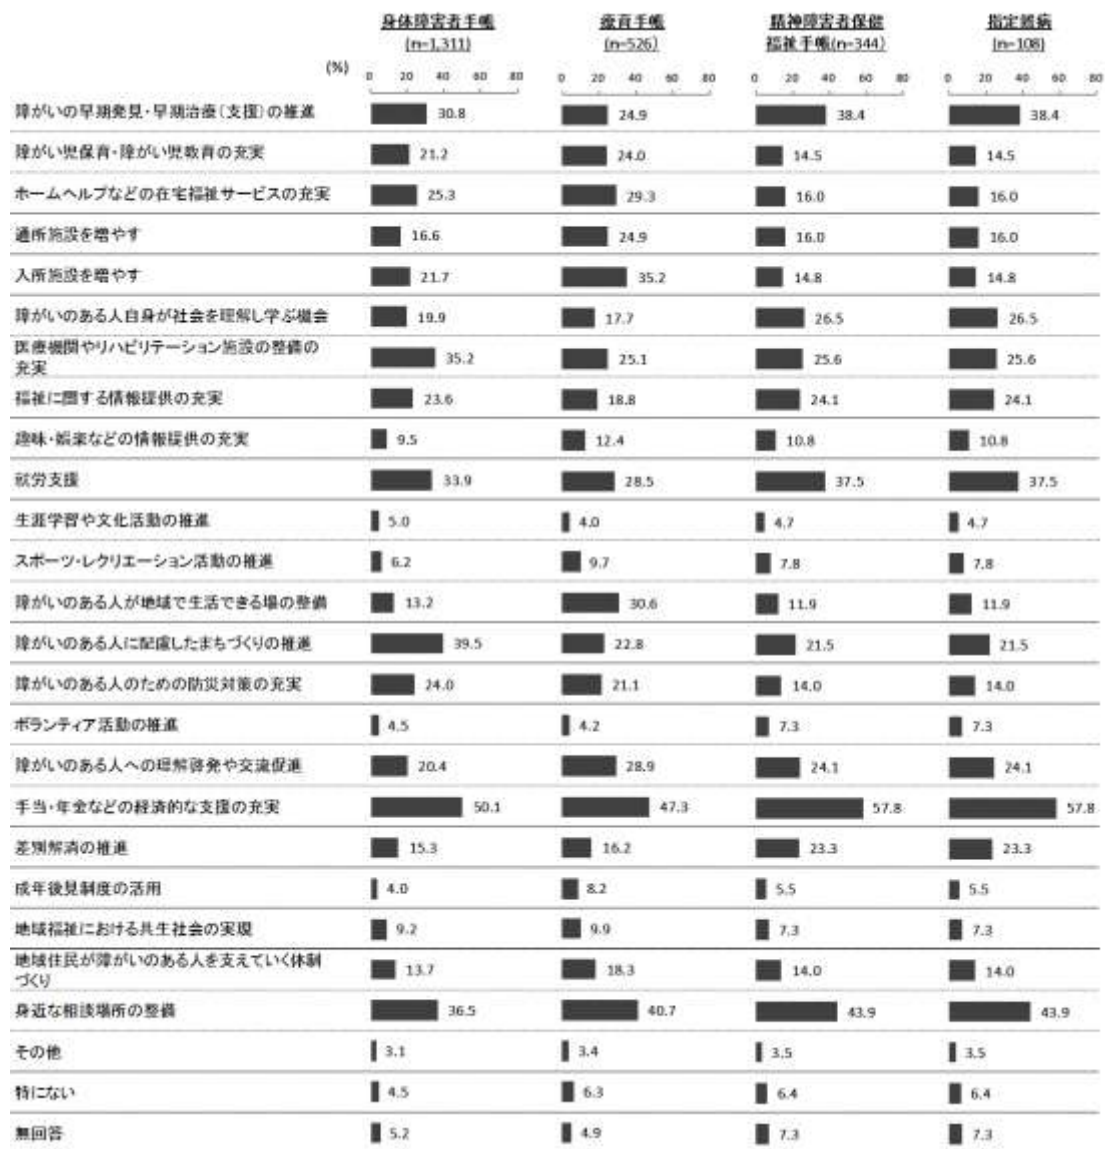 身体障害者手帳 療育手帳 精神障害者保健 指定難病
(n=1,311) (n=526) 福祉手帳(n=344) (n=108)
(%) 0 20 40 60 80 0 20 40 60 80 0 20 40 60 80 0 20 40 60 80
障がいの早期発見・早期治療(支援)の推進 30.8 24.9 38.4 38.4
障がい児保育・障がい児教育の充実 21.2 24.0 14.5 14.5
ホームヘルプなどの在宅福祉サービスの充実 25.3 29.3 16.0 16.0
通所施設を増やす 16.6 24.9 16.0 16.0
入所施設を増やす 21.7 35.2 14.8 14.8
障がいのある人自身が社会を理解し学ぶ機会 19.9 17.7 26.5 26.5
医療機関やリハビリテーション施設の整備の
充実 35.2 25.1 25.6 25.6
福祉に関する情報提供の充実 23.6 18.8 24.1 24.1
趣味・娯楽などの情報提供の充実 9.5 12.4 10.8 10.8
就労支援 33.9 28.5 37.5 37.5
生涯学習や文化活動の推進 5.0 4.0 4.7 4.7
スポーツ・レクリエーション活動の推進 6.2 9.7 7.8 7.8
障がいのある人が地域で生活できる場の整備 13.2 30.6 11.9 11.9
障がいのある人に配慮したまちづくりの推進 39.5 22.8 21.5 21.5
障がいのある人のための防災対策の充実 24.0 21.1 14.0 14.0
ボランティア活動の推進 4.5 4.2 7.3 7.3
障がいのある人への理解啓発や交流促進 20.4 28.9 24.1 24.1
手当・年金などの経済的な支援の充実 50.1 47.3 57.8 57.8
差別解消の推進 15.3 16.2 23.3 23.3
成年後見制度の活用 4.0 8.2 5.5 5.5
地域福祉における共生社会の実現 9.2 9.9 7.3 7.3
地域住民が障がいのある人を支えていく体制
づくり 13.7 18.3 14.0 14.0
身近な相談場所の整備 36.5 40.7 43.9 43.9
その他 3.1 3.4 3.5 3.5
特にない 4.5 6.3 6.4 6.4
無回答 5.2 4.9 7.3 7.3